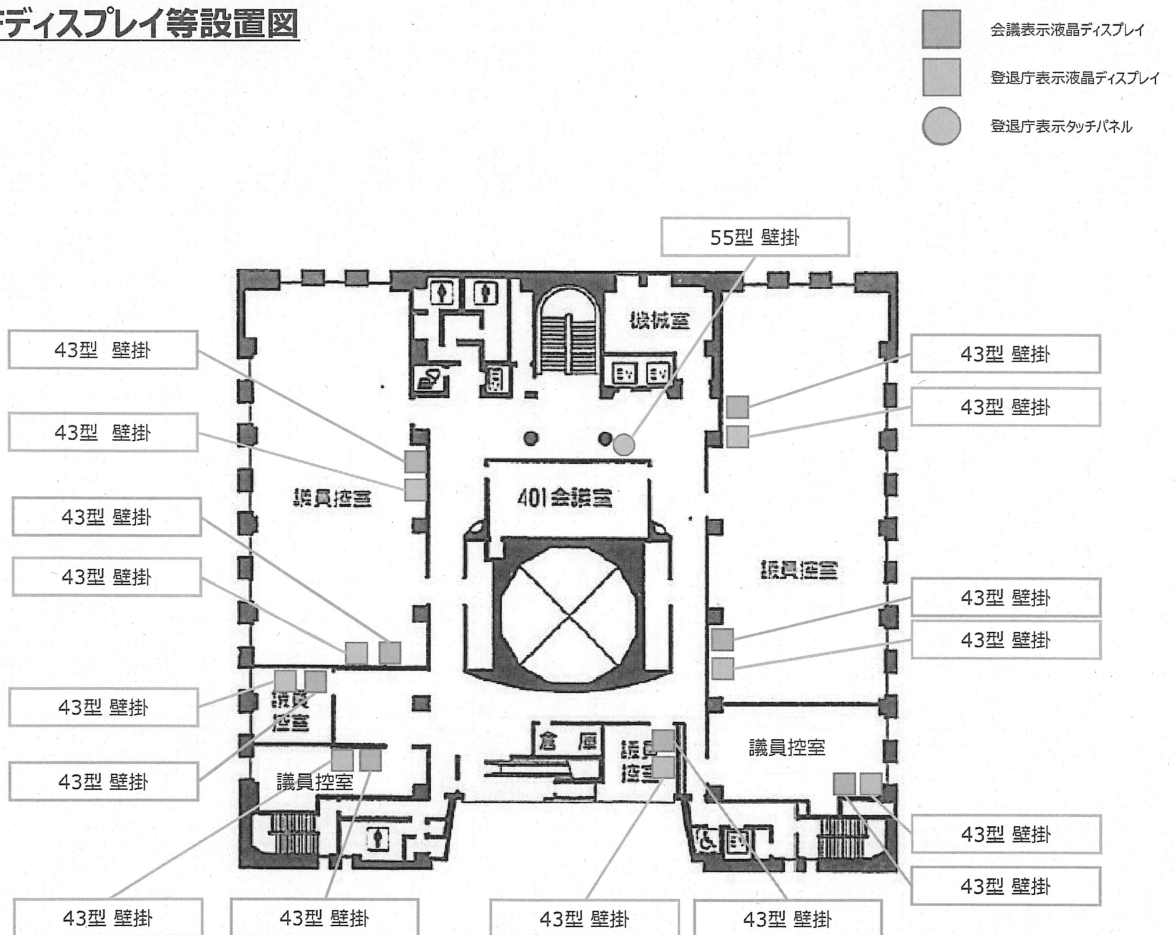 ディスプレイ等設置図
会議表示液晶ディスプレイ
登退庁表示液晶ディスプレイ
登退庁表示タッチパネル
55型 壁掛
機械室
43型 壁掛
43型 壁掛
EV
EV
43型 壁掛
43型 壁掛
議員控室
401会議室
43型 壁掛
43型 壁掛
議員控室
43型 壁掛
43型 壁掛
議員
控室
43型 壁掛
倉庫
議員
控室
議員控室
43型 壁掛
議員控室
EV
43型 壁掛
43型 壁掛
43型 壁掛
43型 壁掛
43型 壁掛
43型 壁掛